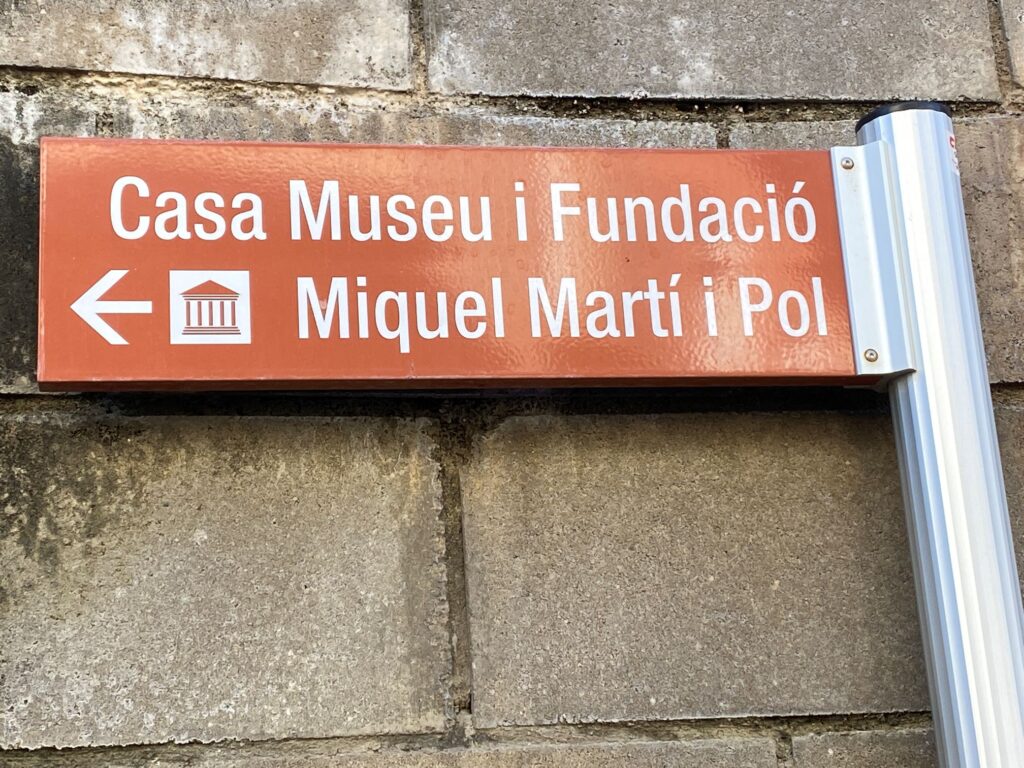 Casa Museu i Fundació
Miquel Martí i Pol